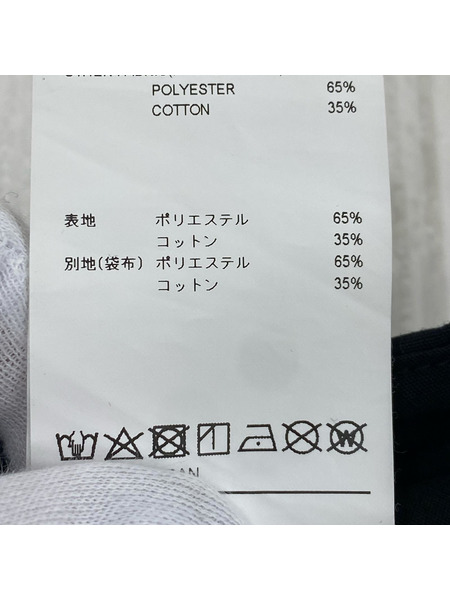 POLYESTER 65%
COTTON 35%
表地 ポリエステル 65%
コットン 35%
別地(袋布) ポリエステル 65%
コットン 35%
W